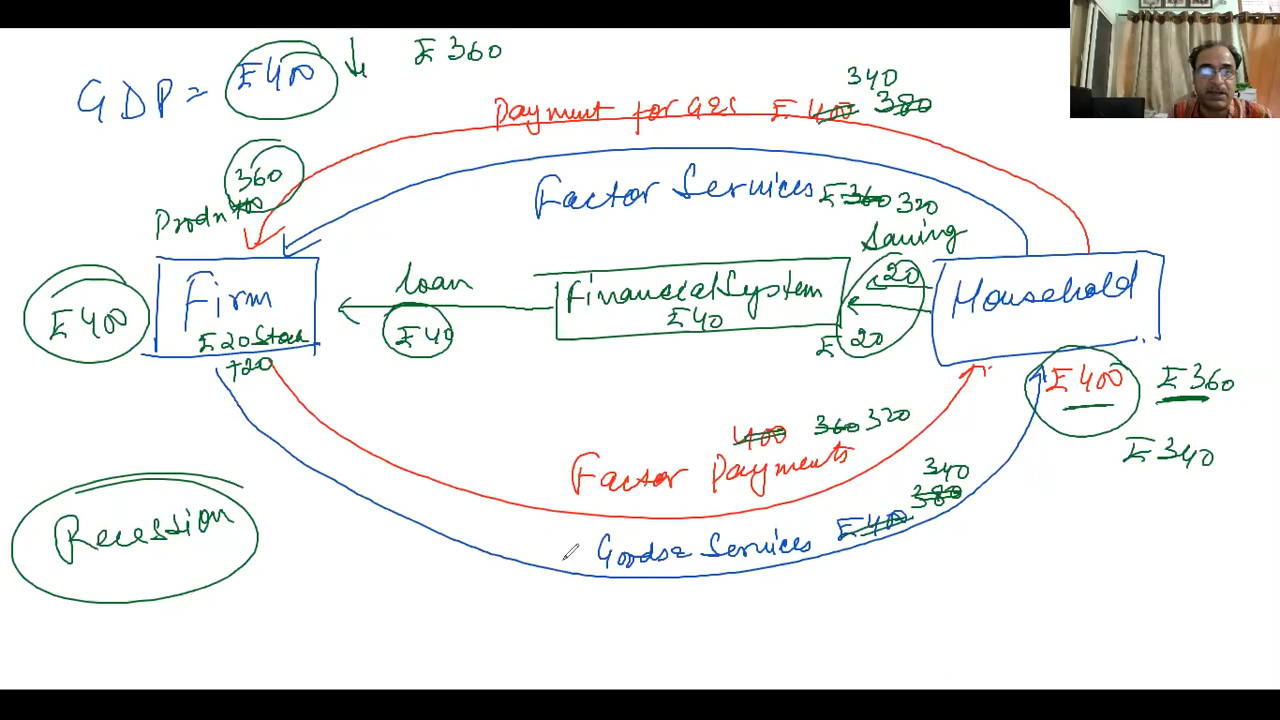 GDP = £400 ↓ £360
340
Payment for G&S £ 400 380
360
Prodn 400
Factor Services £360 320
Saving
20
£ 20
£400
Firm
£20 Stock
+20
loan
£40
Financial System
£40
Household
£400 £360
£340
400 360 320
Factor Payments
340
380
Goods & Services £400
Recession